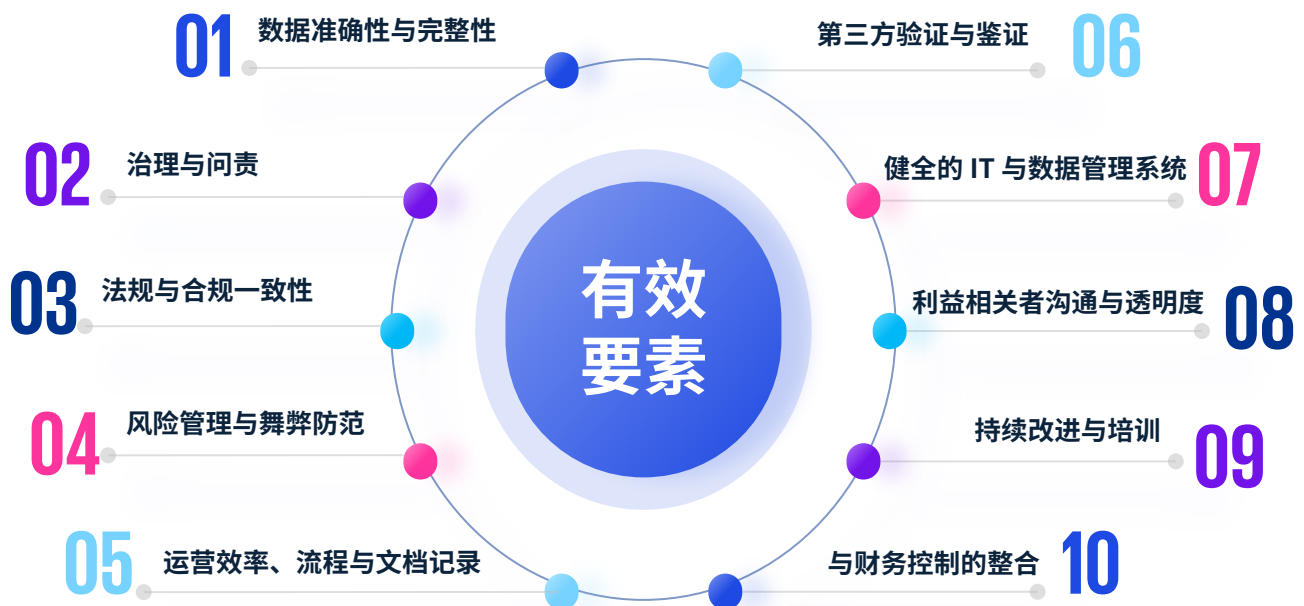 01 数据准确性与完整性
02 治理与问责
03 法规与合规一致性
04 风险管理与舞弊防范
05 运营效率、流程与文档记录
有效
要素
第三方验证与鉴证 06
健全的 IT 与数据管理系统 07
利益相关者沟通与透明度 08
持续改进与培训 09
与财务控制的整合 10